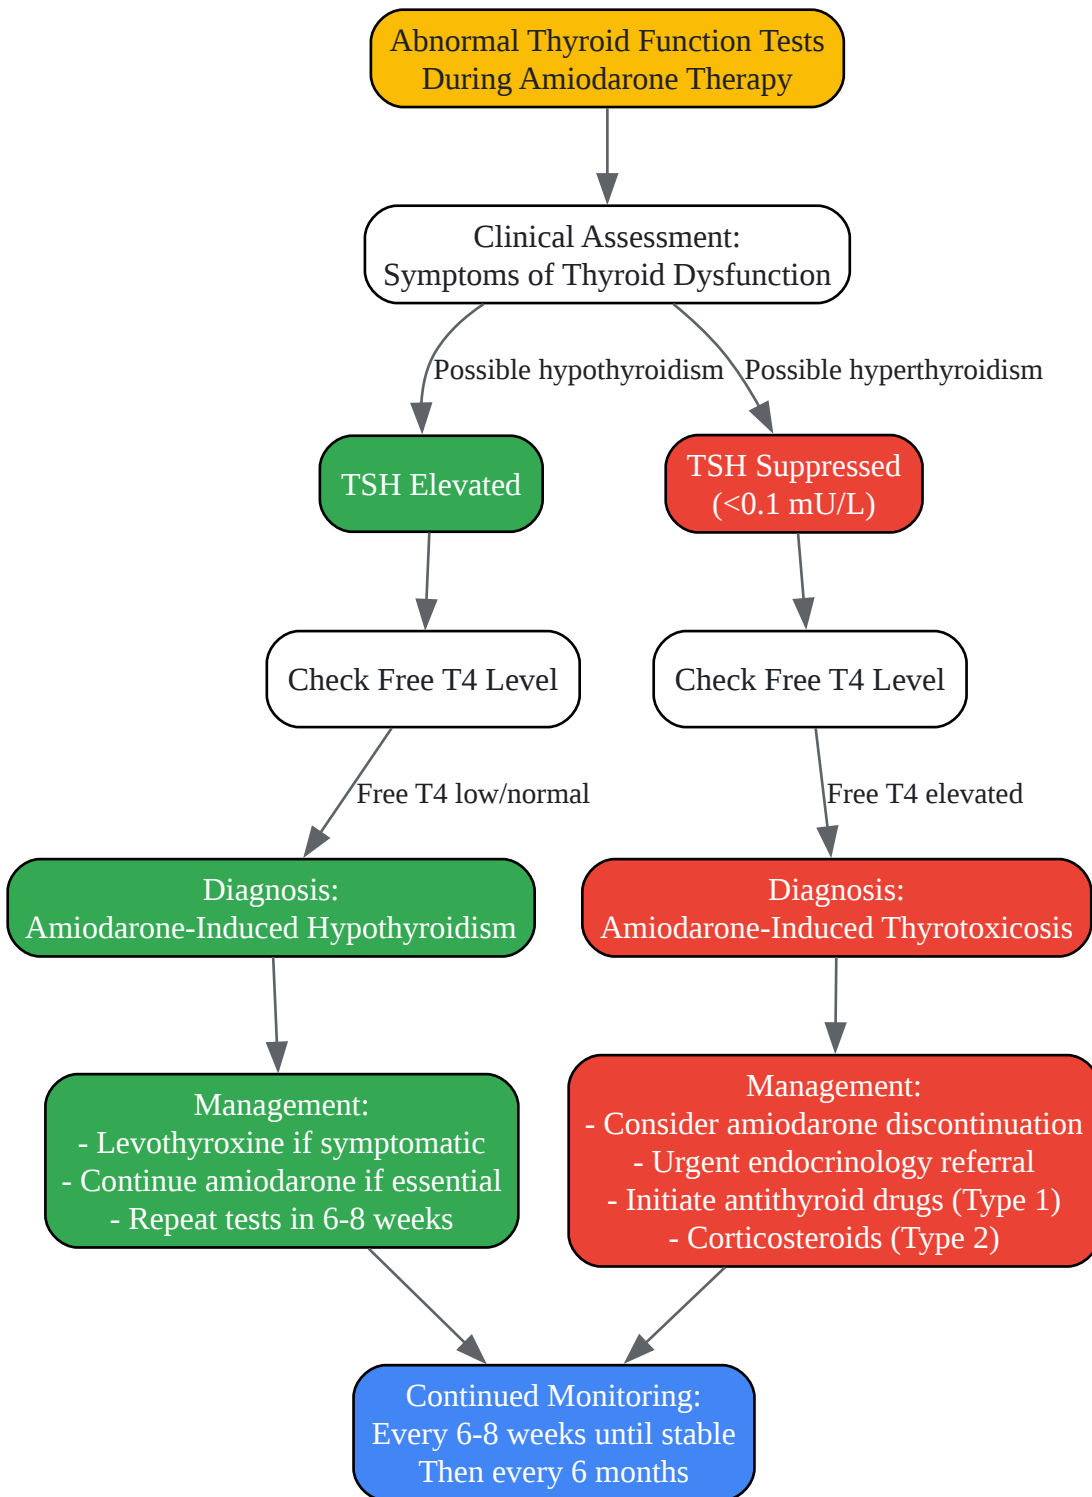 Abnormal Thyroid Function Tests
During Amiodarone Therapy
Clinical Assessment:
Symptoms of Thyroid Dysfunction
Possible hypothyroidism
Possible hyperthyroidism
TSH Elevated
TSH Suppressed
(<0.1 mU/L)
Check Free T4 Level
Check Free T4 Level
Free T4 low/normal
Free T4 elevated
Diagnosis:
Amiodarone-Induced Hypothyroidism
Diagnosis:
Amiodarone-Induced Thyrotoxicosis
Management:
- Levothyroxine if symptomatic
- Continue amiodarone if essential
- Repeat tests in 6-8 weeks
Management:
- Consider amiodarone discontinuation
- Urgent endocrinology referral
- Initiate antithyroid drugs (Type 1)
- Corticosteroids (Type 2)
Continued Monitoring:
Every 6-8 weeks until stable
Then every 6 months